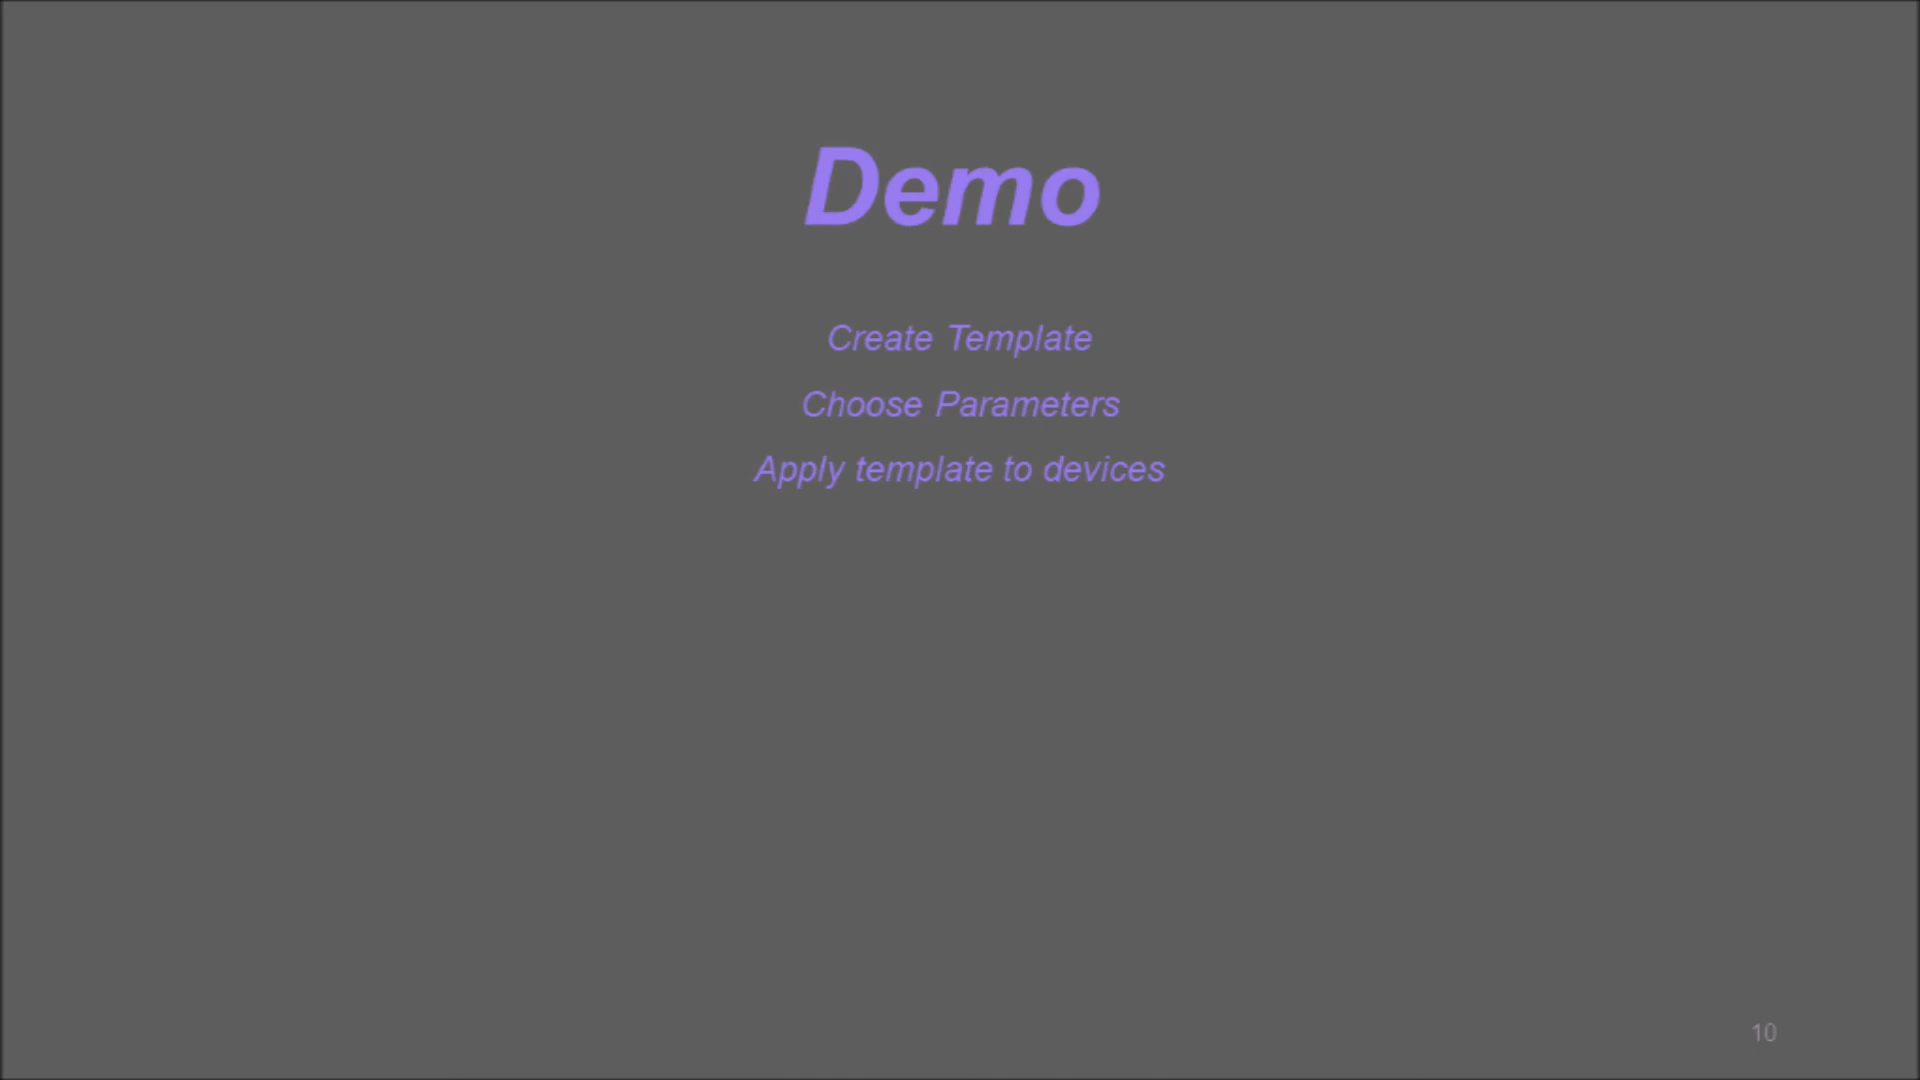 Demo
Create Template
Choose Parameters
Apply template to devices
10